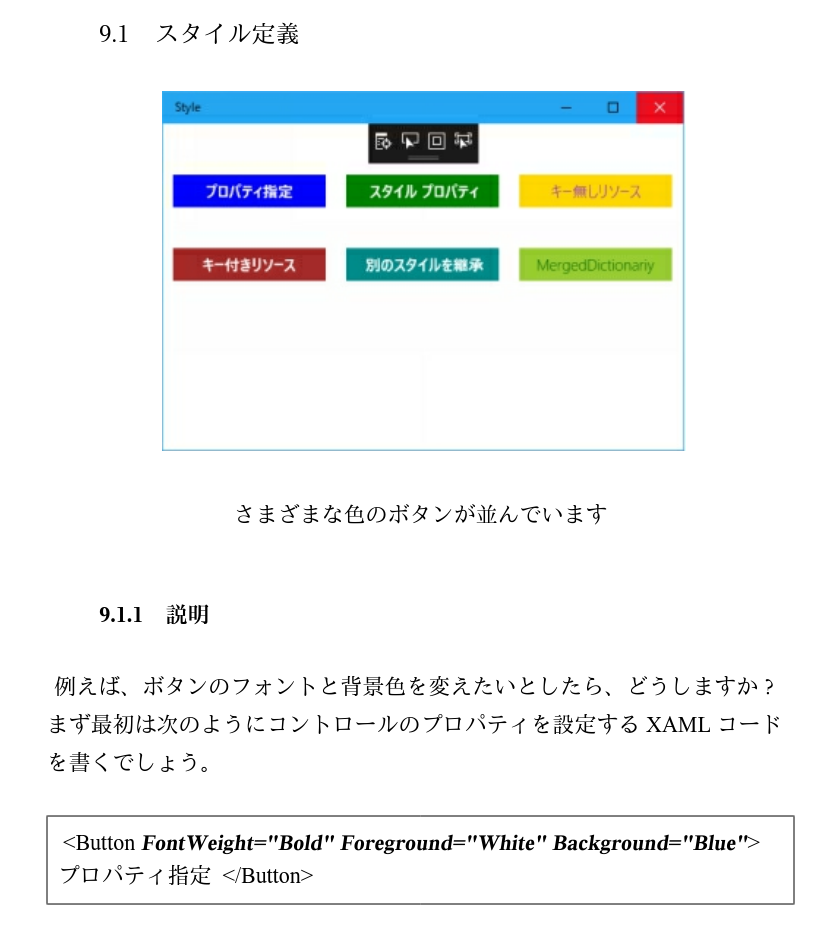 9.1 スタイル定義
Style
プロパティ指定 スタイル プロパティ キー無しリソース
キー付きリソース 別のスタイルを継承 MergedDictionariy
さまざまな色のボタンが並んでいます
9.1.1 説明
例えば、ボタンのフォントと背景色を変えたいとしたら、どうしますか？
まず最初は次のようにコントロールのプロパティを設定する XAML コード
を書くでしょう。
<Button FontWeight="Bold" Foreground="White" Background="Blue">
プロパティ指定 </Button>